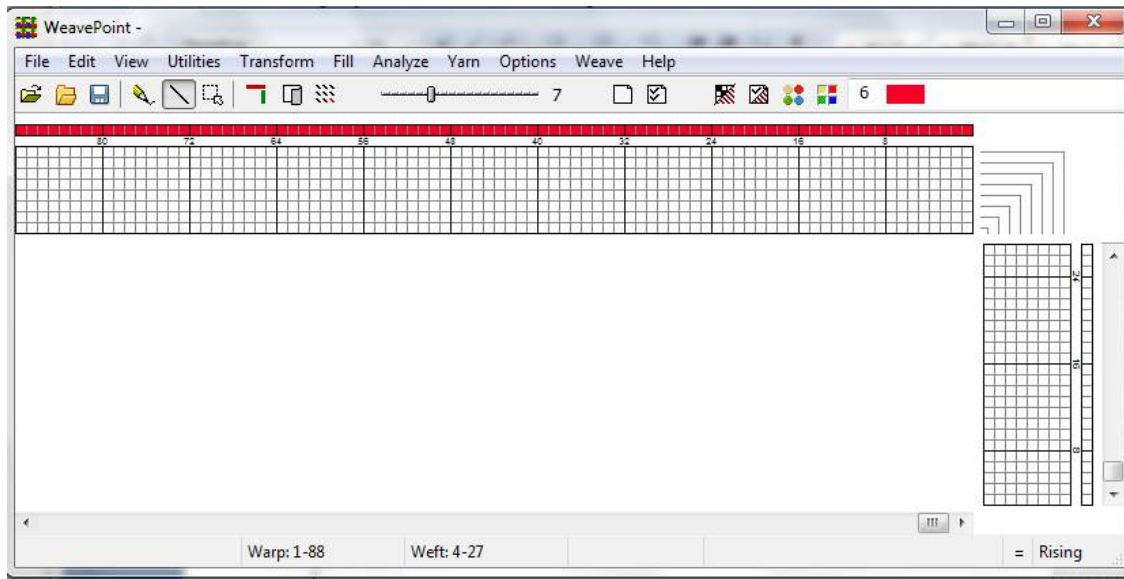 WeavePoint -
File Edit View Utilities Transform Fill Analyze Yarn Options Weave Help
7 6
80 72 64 56 48 40 32 24 16 8
24
16
8
Warp: 1-88 Weft: 4-27 = Rising